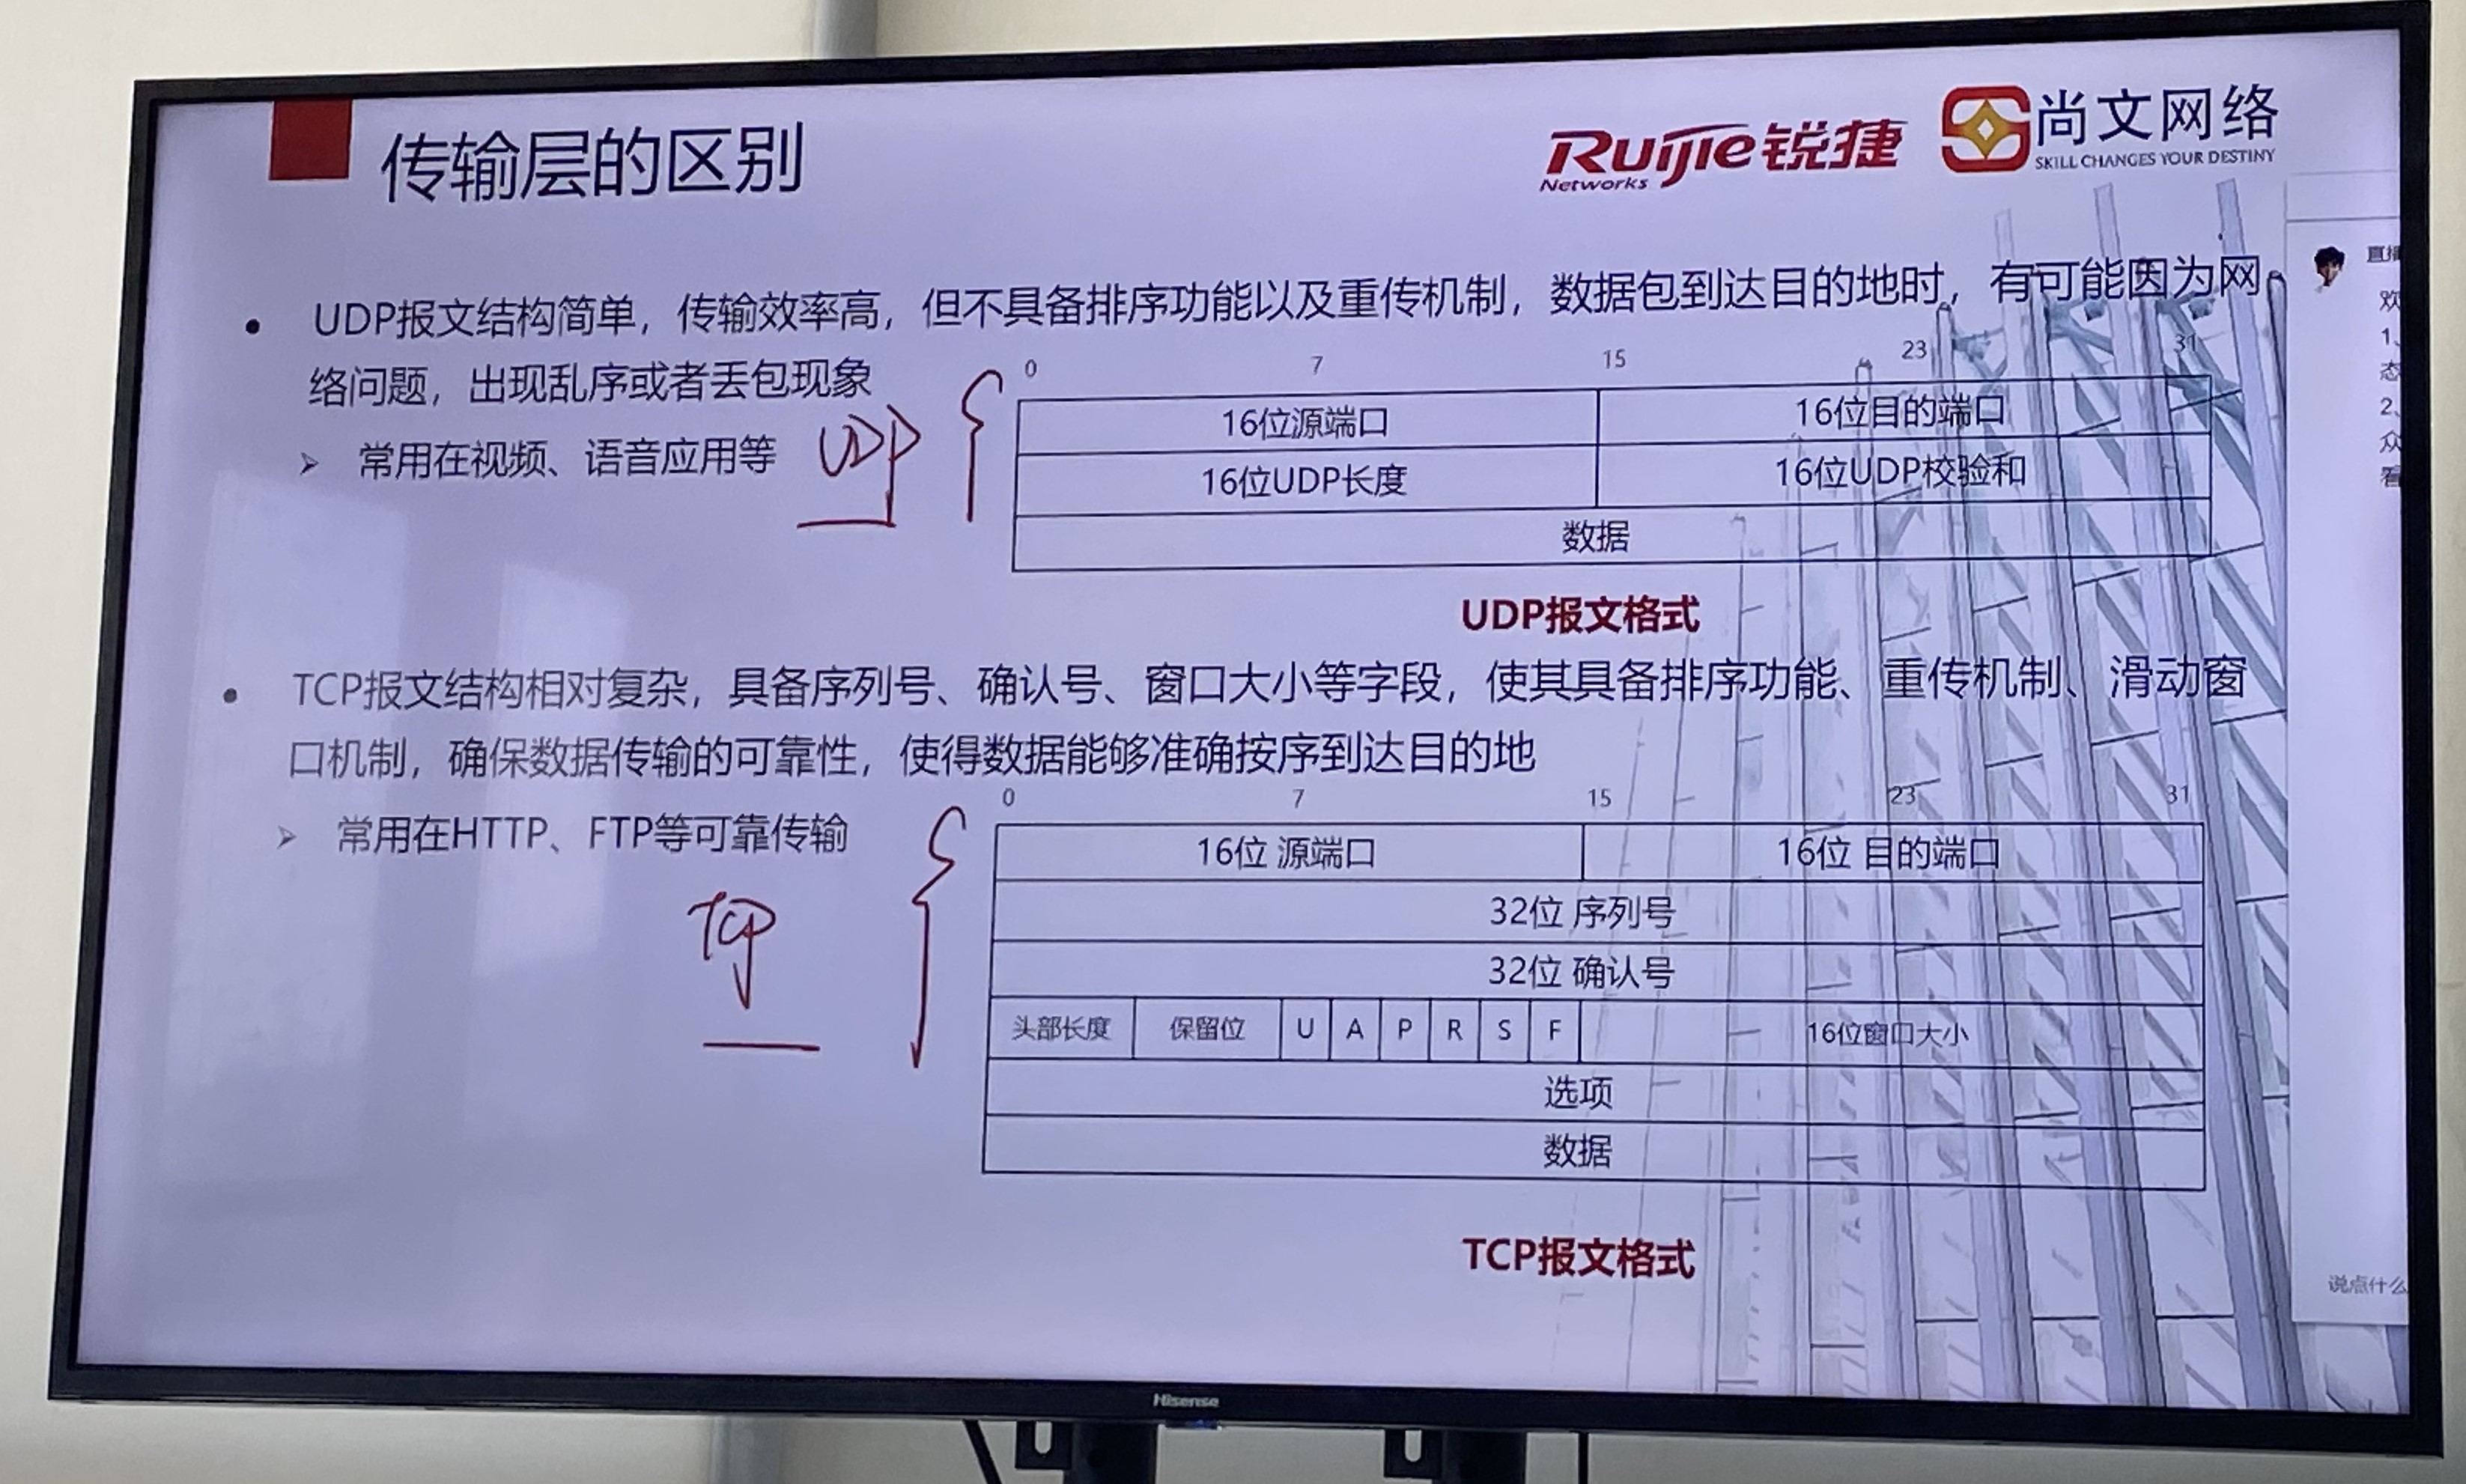 传输层的区别
Ruijie锐捷
Networks
尚文网络
SKILL CHANGES YOUR DESTINY
直播
欢
1、
态
2、
众
看
• UDP报文结构简单，传输效率高，但不具备排序功能以及重传机制，数据包到达目的地时，有可能因为网
络问题，出现乱序或者丢包现象
➢ 常用在视频、语音应用等
UDP
0 7 15 23 31
16位源端口 16位目的端口
16位UDP长度 16位UDP校验和
数据
UDP报文格式
• TCP报文结构相对复杂，具备序列号、确认号、窗口大小等字段，使其具备排序功能、重传机制、滑动窗
口机制，确保数据传输的可靠性，使得数据能够准确按序到达目的地
➢ 常用在HTTP、FTP等可靠传输
TCP
0 7 15 23 31
16位 源端口 16位 目的端口
32位 序列号
32位 确认号
头部长度 保留位 U A P R S F 16位窗口大小
选项
数据
TCP报文格式
说点什么
Hisense